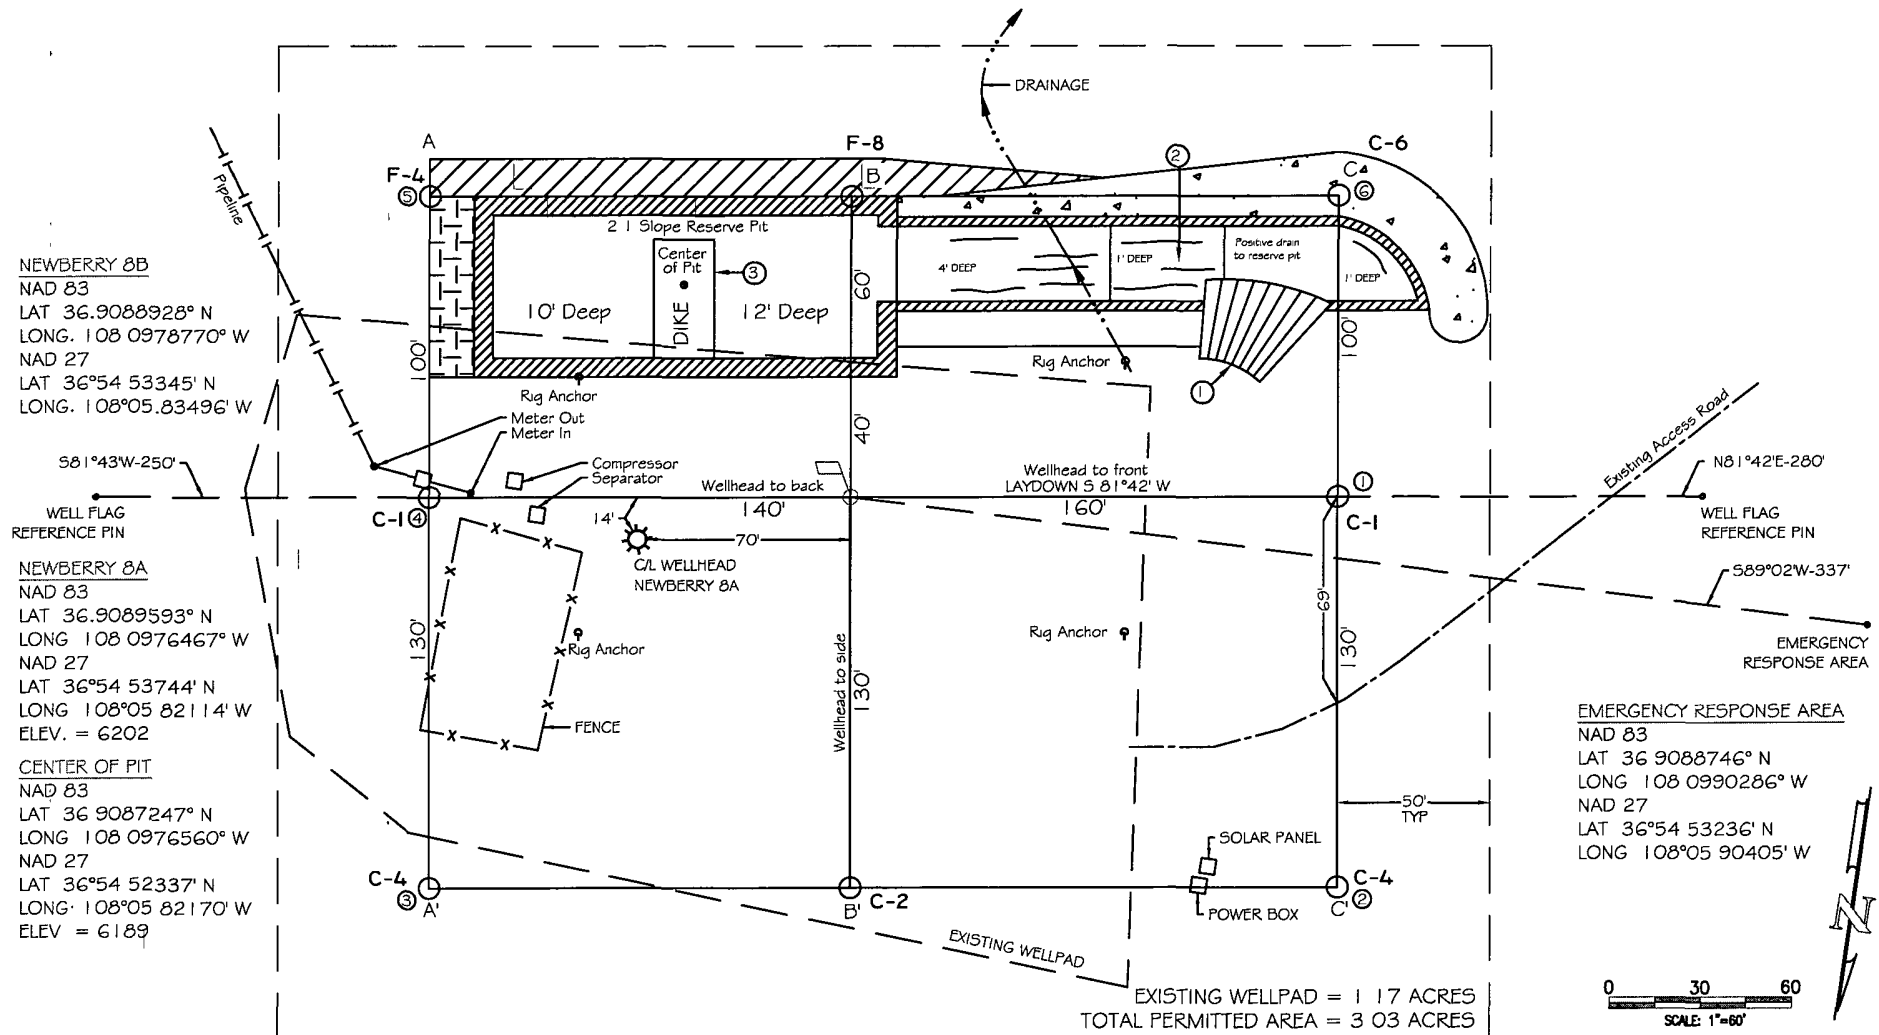 DRAINAGE
A
F-8
C-6
2
F-4
5
B
C
6
Pipeline
2 1 Slope Reserve Pit
Center
of Pit
3
10' Deep
12' Deep
DIKE
60'
4' DEEP
1' DEEP
Positive drain
to reserve pit
1' DEEP
100'
100'
Rig Anchor
Rig Anchor
1
NEWBERRY 8B
NAD 83
LAT 36.9088928° N
LONG. 108 0978770° W
NAD 27
LAT 36°54 53345' N
LONG. 108°05.83496' W
Meter Out
Meter In
40'
Existing Access Road
S81°43'W-250'
Compressor
Separator
Wellhead to back
140'
Wellhead to front
LAYDOWN S 81°42' W
160'
1
N81°42'E-280'
WELL FLAG
REFERENCE PIN
C-1
4
14'
70'
C-1
WELL FLAG
REFERENCE PIN
C/L WELLHEAD
NEWBERRY 8A
S89°02'W-337'
NEWBERRY 8A
NAD 83
LAT 36.9089593° N
LONG 108 0976467° W
NAD 27
LAT 36°54 53744' N
LONG 108°05 82114' W
ELEV. = 6202
130'
Rig Anchor
Wellhead to side
130'
Rig Anchor
69'
130'
EMERGENCY
RESPONSE AREA
FENCE
EMERGENCY RESPONSE AREA
NAD 83
LAT 36 9088746° N
LONG 108 0990286° W
NAD 27
LAT 36°54 53236' N
LONG 108°05 90405' W
CENTER OF PIT
NAD 83
LAT 36 9087247° N
LONG 108 0976560° W
NAD 27
LAT 36°54 52337' N
LONG· 108°05 82170' W
ELEV = 6189
50'
TYP
SOLAR PANEL
POWER BOX
C-4
3
A'
B'
C-2
C-4
2
C'
EXISTING WELLPAD
N
EXISTING WELLPAD = 1 17 ACRES
TOTAL PERMITTED AREA = 3 03 ACRES
0 30 60
SCALE: 1"=60'